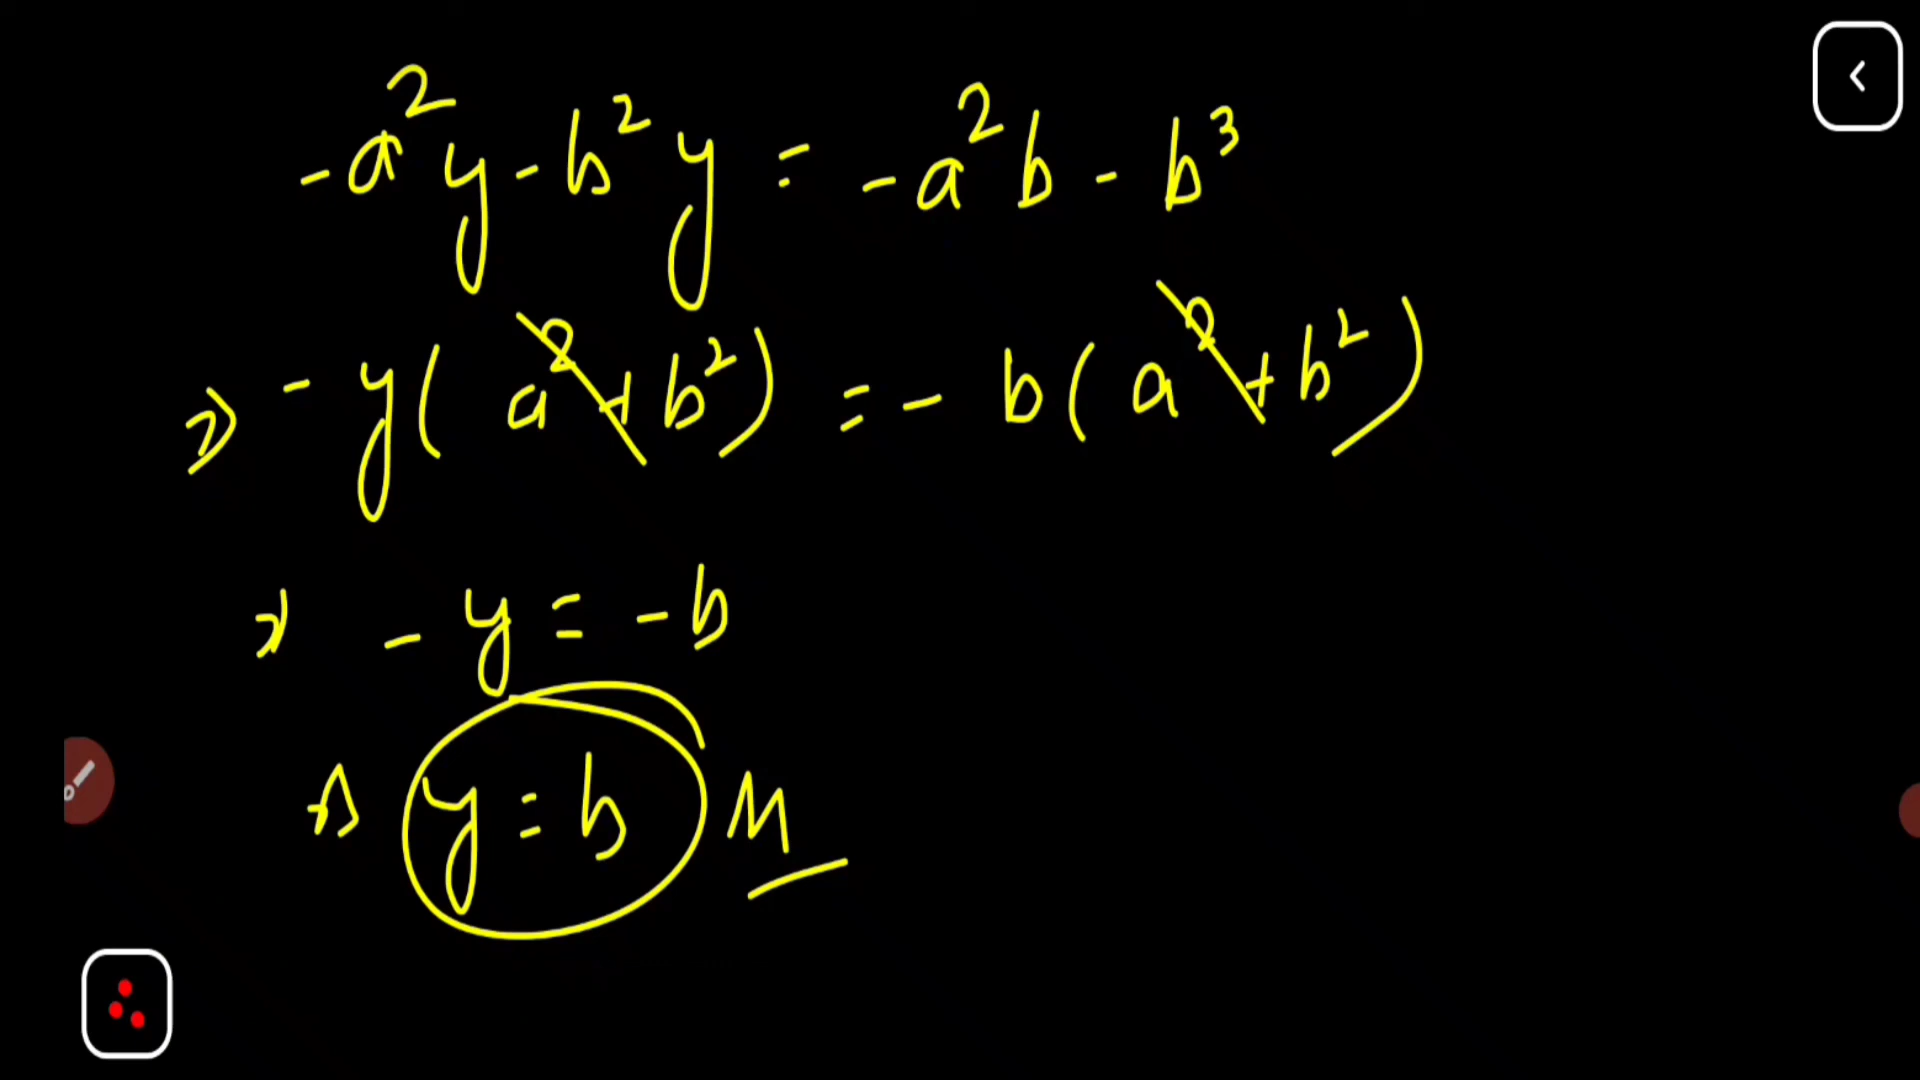 -a²y - b²y = -a²b - b³
⇒ -y(a² + b²) = -b(a² + b²)
⇒ -y = -b
⇒ y = b